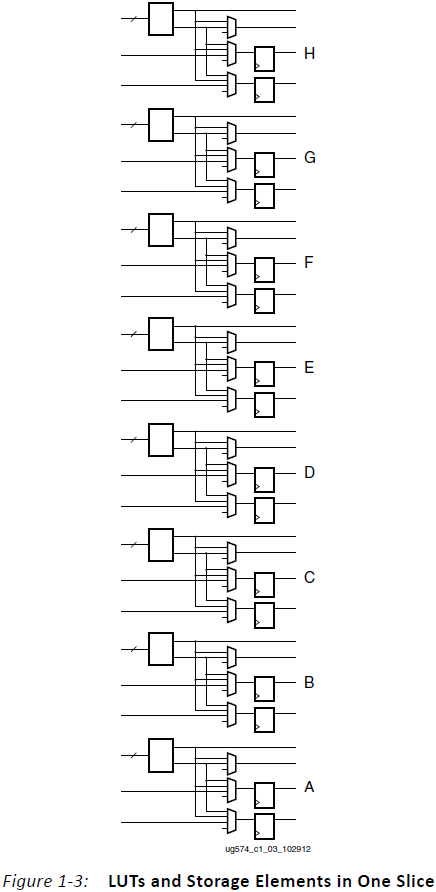 H
G
F
E
D
C
B
A
ug574_c1_03_102912
Figure 1-3: LUTs and Storage Elements in One Slice